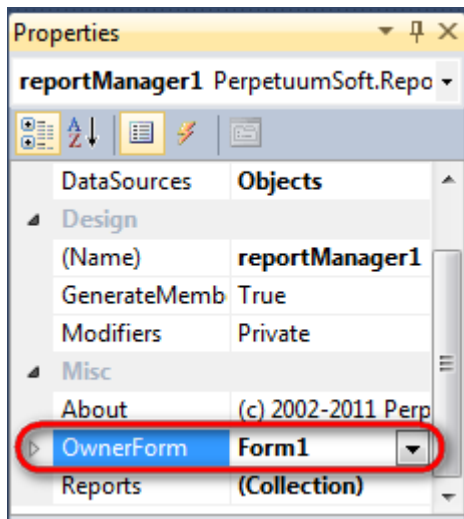 Properties
reportManager1 PerpetuumSoft.Repo
DataSources Objects
Design
(Name) reportManager1
GenerateMemb True
Modifiers Private
Misc
About (c) 2002-2011 Perp
OwnerForm Form1
Reports (Collection)